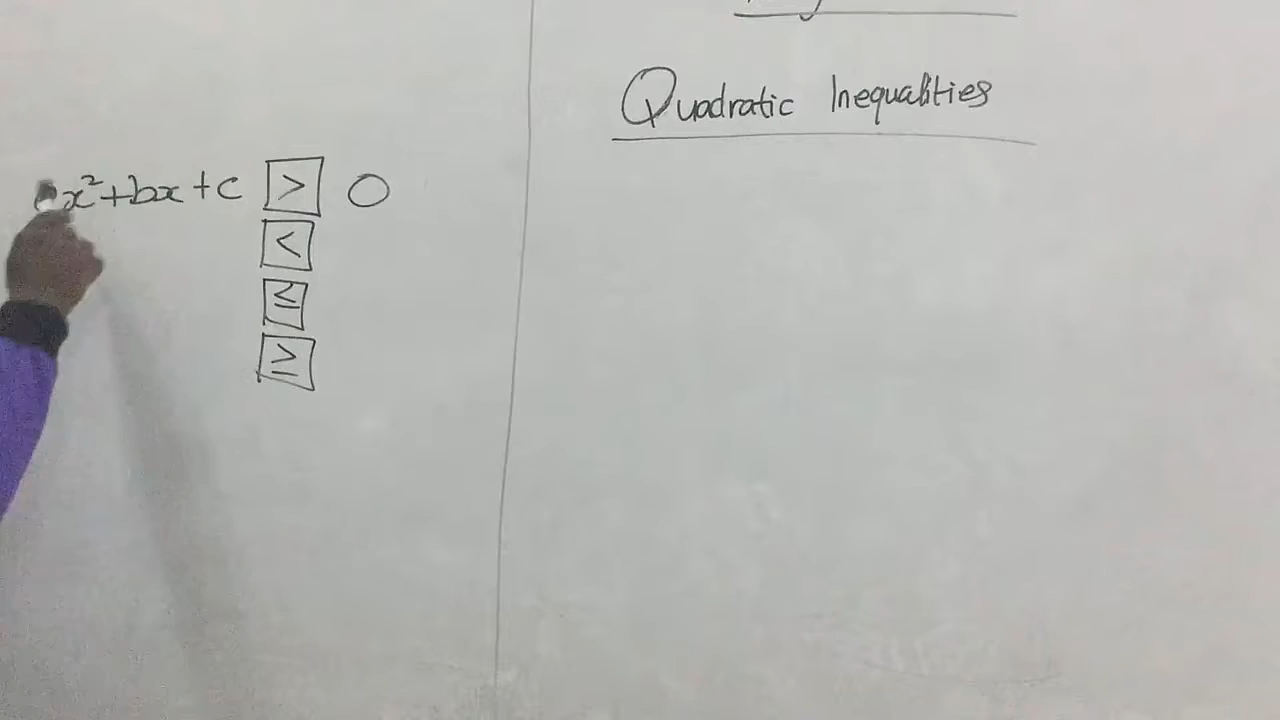 Quadratic Inequalities
x²+bx+c > 0
<
≤
≥